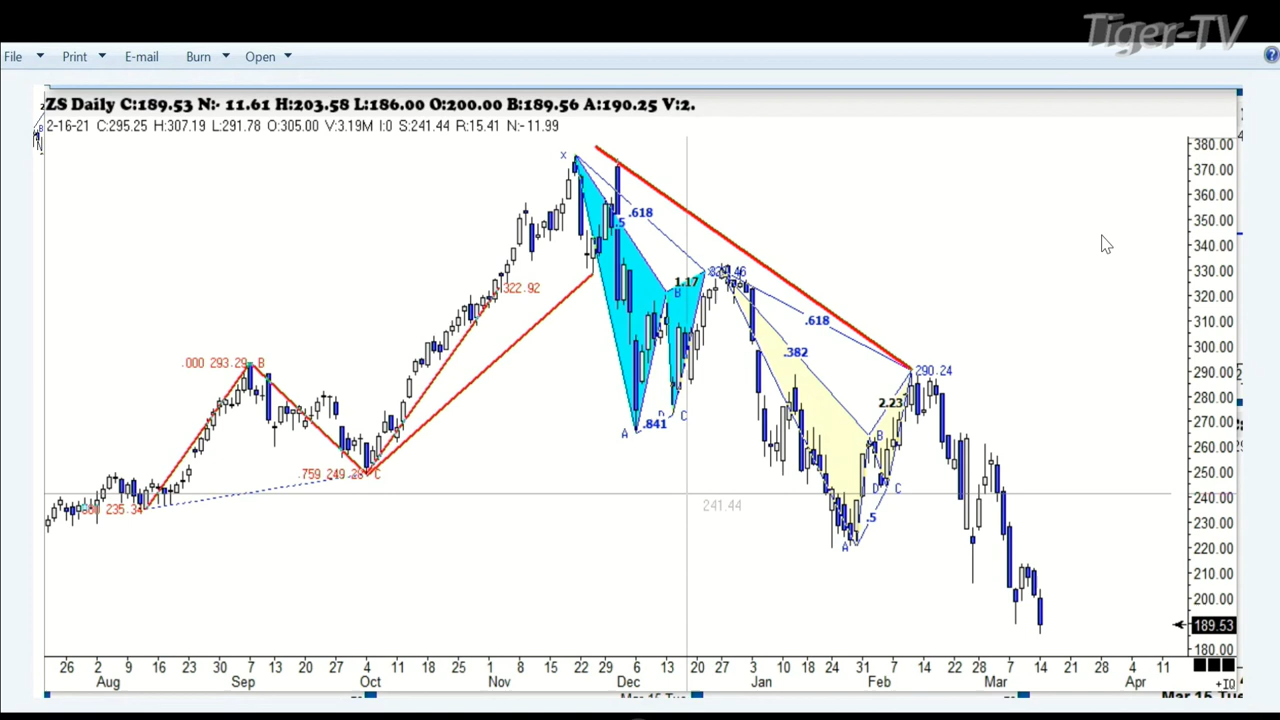 Tiger-TV
File Print E-mail Burn Open
ZS Daily C:189.53 N:- 11.61 H:203.58 L:186.00 O:200.00 B:189.56 A:190.25 V:2.
2-16-21 C:295.25 H:307.19 L:291.78 O:305.00 V:3.19M I:0 S:241.44 R:15.41 N:-11.99
380.00
370.00
X
360.00
.618
.5
350.00
340.00
330.00
1.17
322.92
B
320.00
.618
310.00
300.00
.382
.000 293.29 B
290.24
290.00
280.00
2.23
270.00
D C
.841
A
B
260.00
.759 249.23 C
250.00
D C
240.00
241.44
235.34
.5
230.00
A
220.00
210.00
200.00
189.53
180.00
26 2 9 16 23 30 7 13 20 27 4 11 18 25 1 8 15 22 29 6 13 20 27 3 10 18 24 31 7 14 22 28 7 14 21 28 4 11
Aug Sep Oct Nov Dec Jan Feb Mar Apr
+IQ
Mar 15 Tue